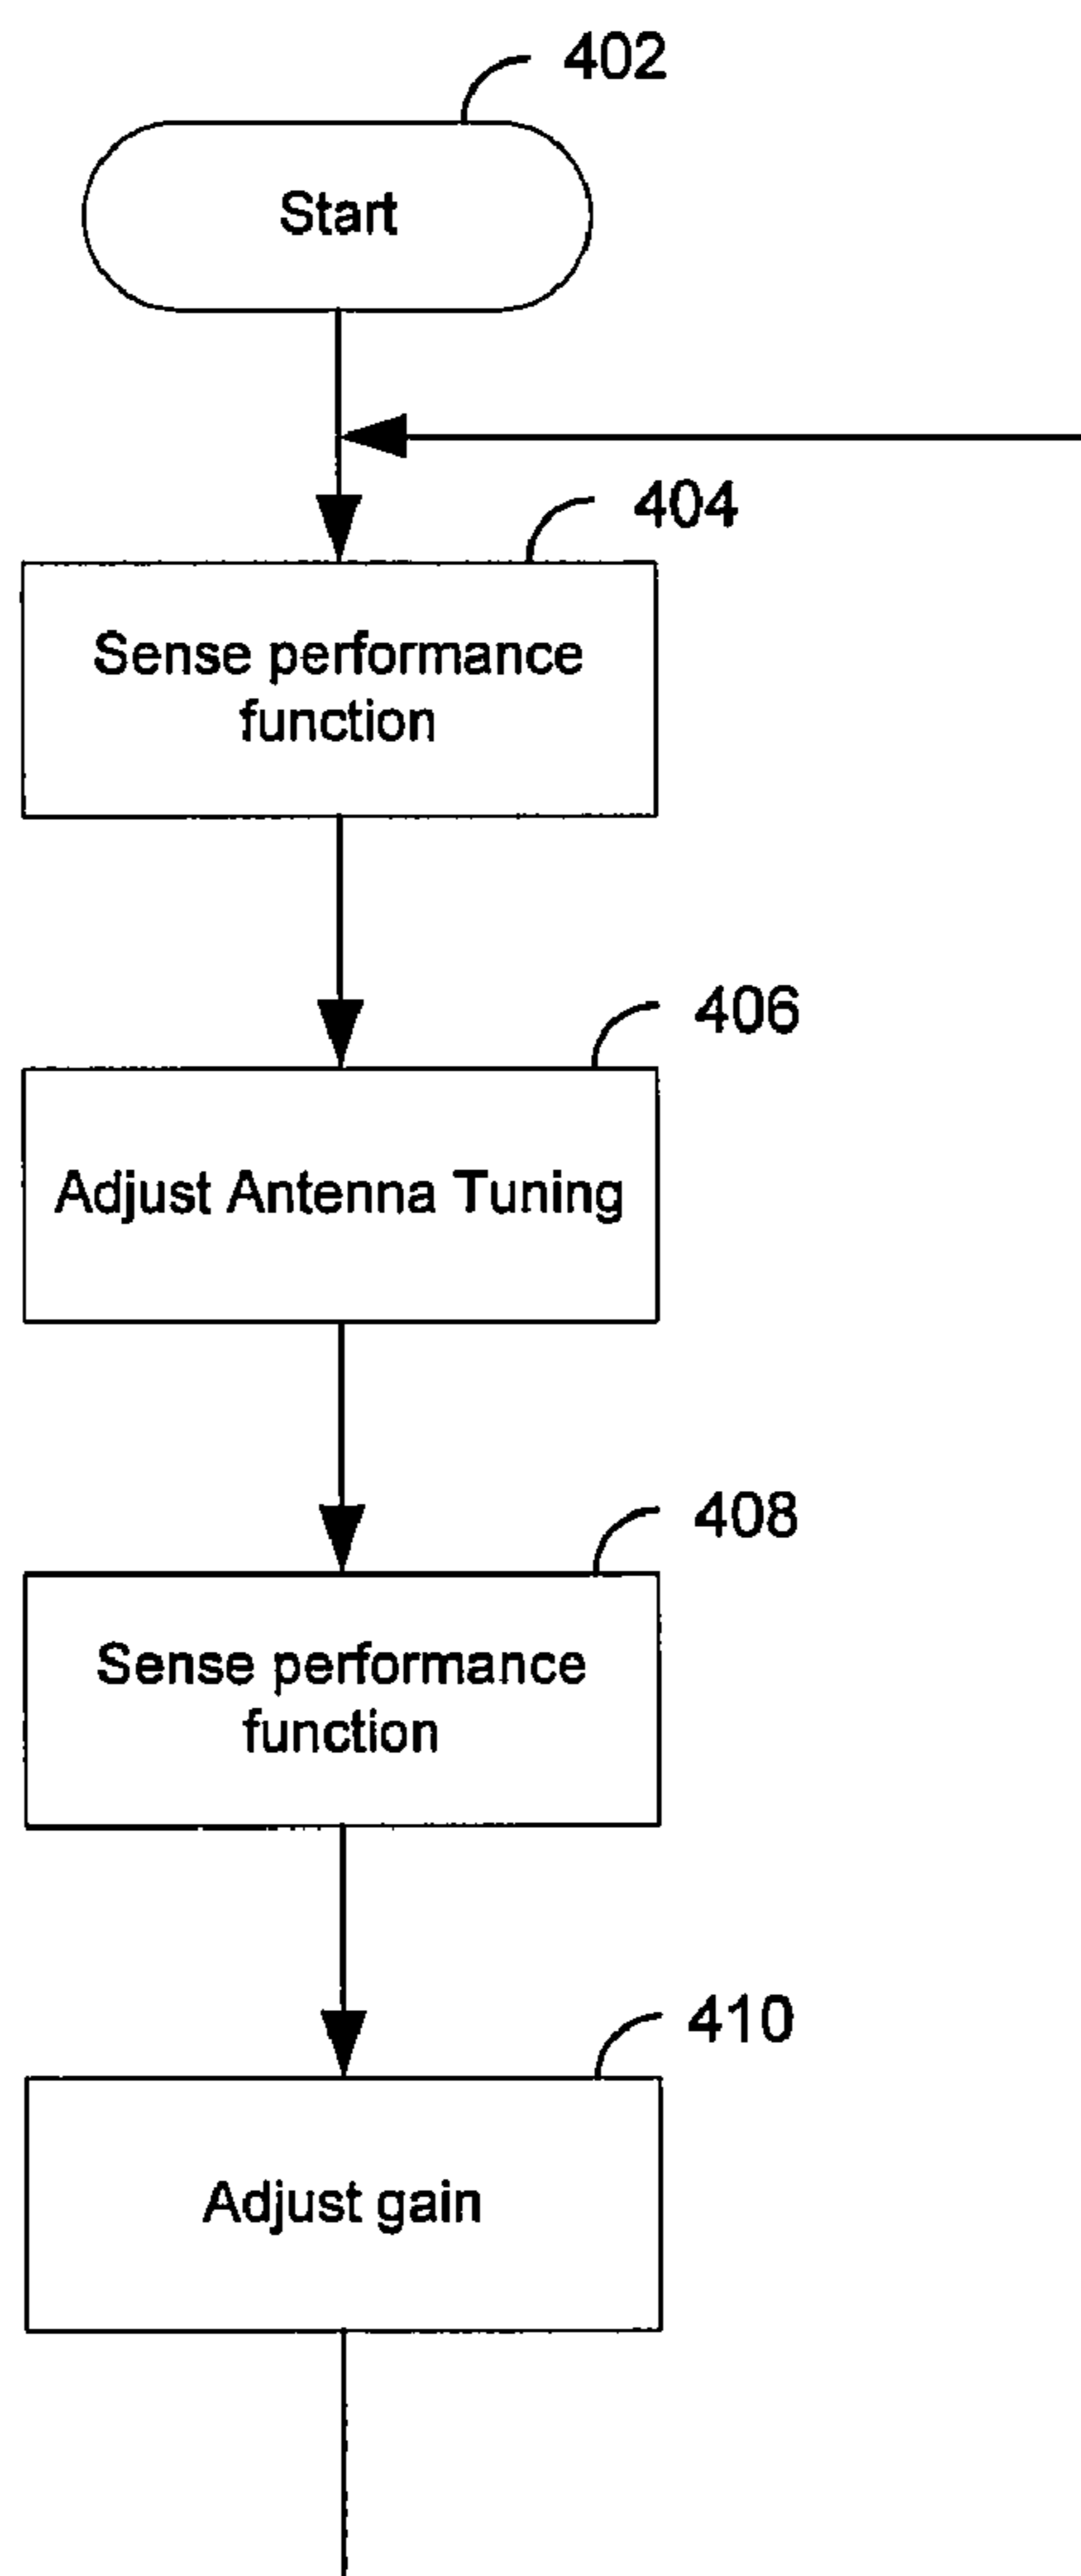 402
Start
404
Sense performance
function
406
Adjust Antenna Tuning
408
Sense performance
function
410
Adjust gain